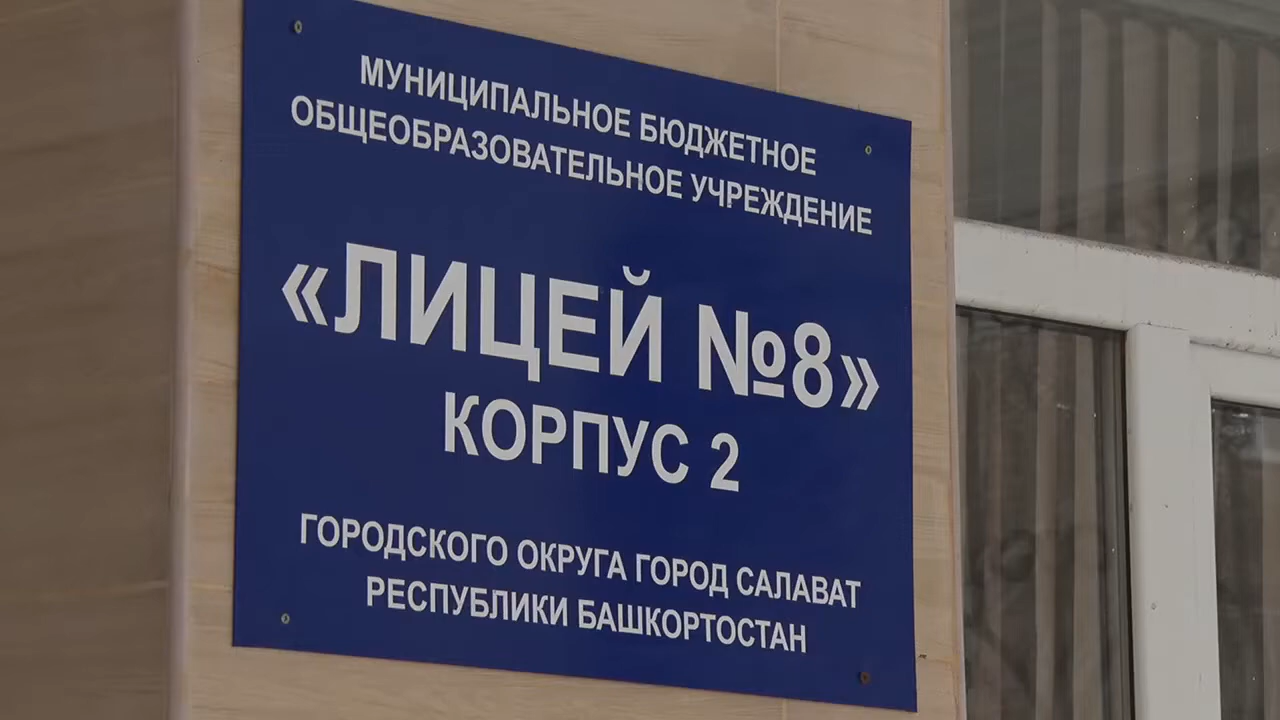 МУНИЦИПАЛЬНОЕ БЮДЖЕТНОЕ
ОБЩЕОБРАЗОВАТЕЛЬНОЕ УЧРЕЖДЕНИЕ
«ЛИЦЕЙ №8»
КОРПУС 2
ГОРОДСКОГО ОКРУГА ГОРОД САЛАВАТ
РЕСПУБЛИКИ БАШКОРТОСТАН